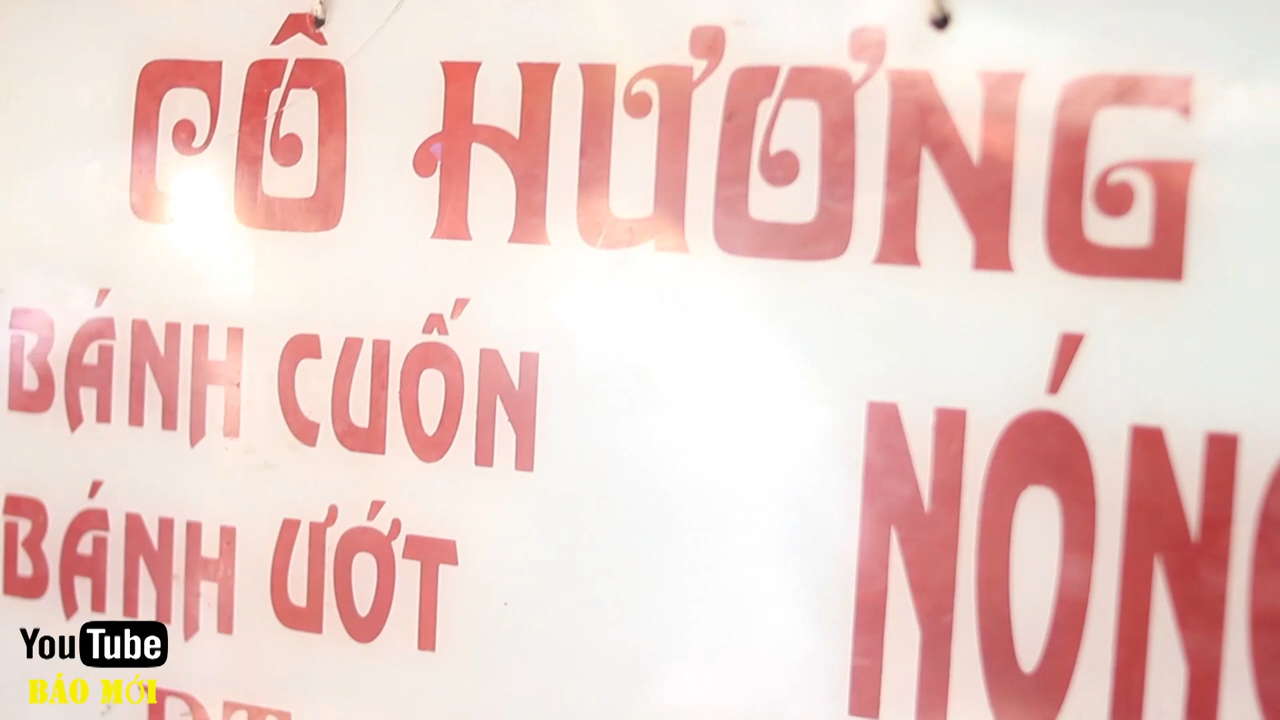 CÔ HƯƠNG
BÁNH CUỐN
NÓNG
BÁNH ƯỚT
YouTube
BÁO MỚI